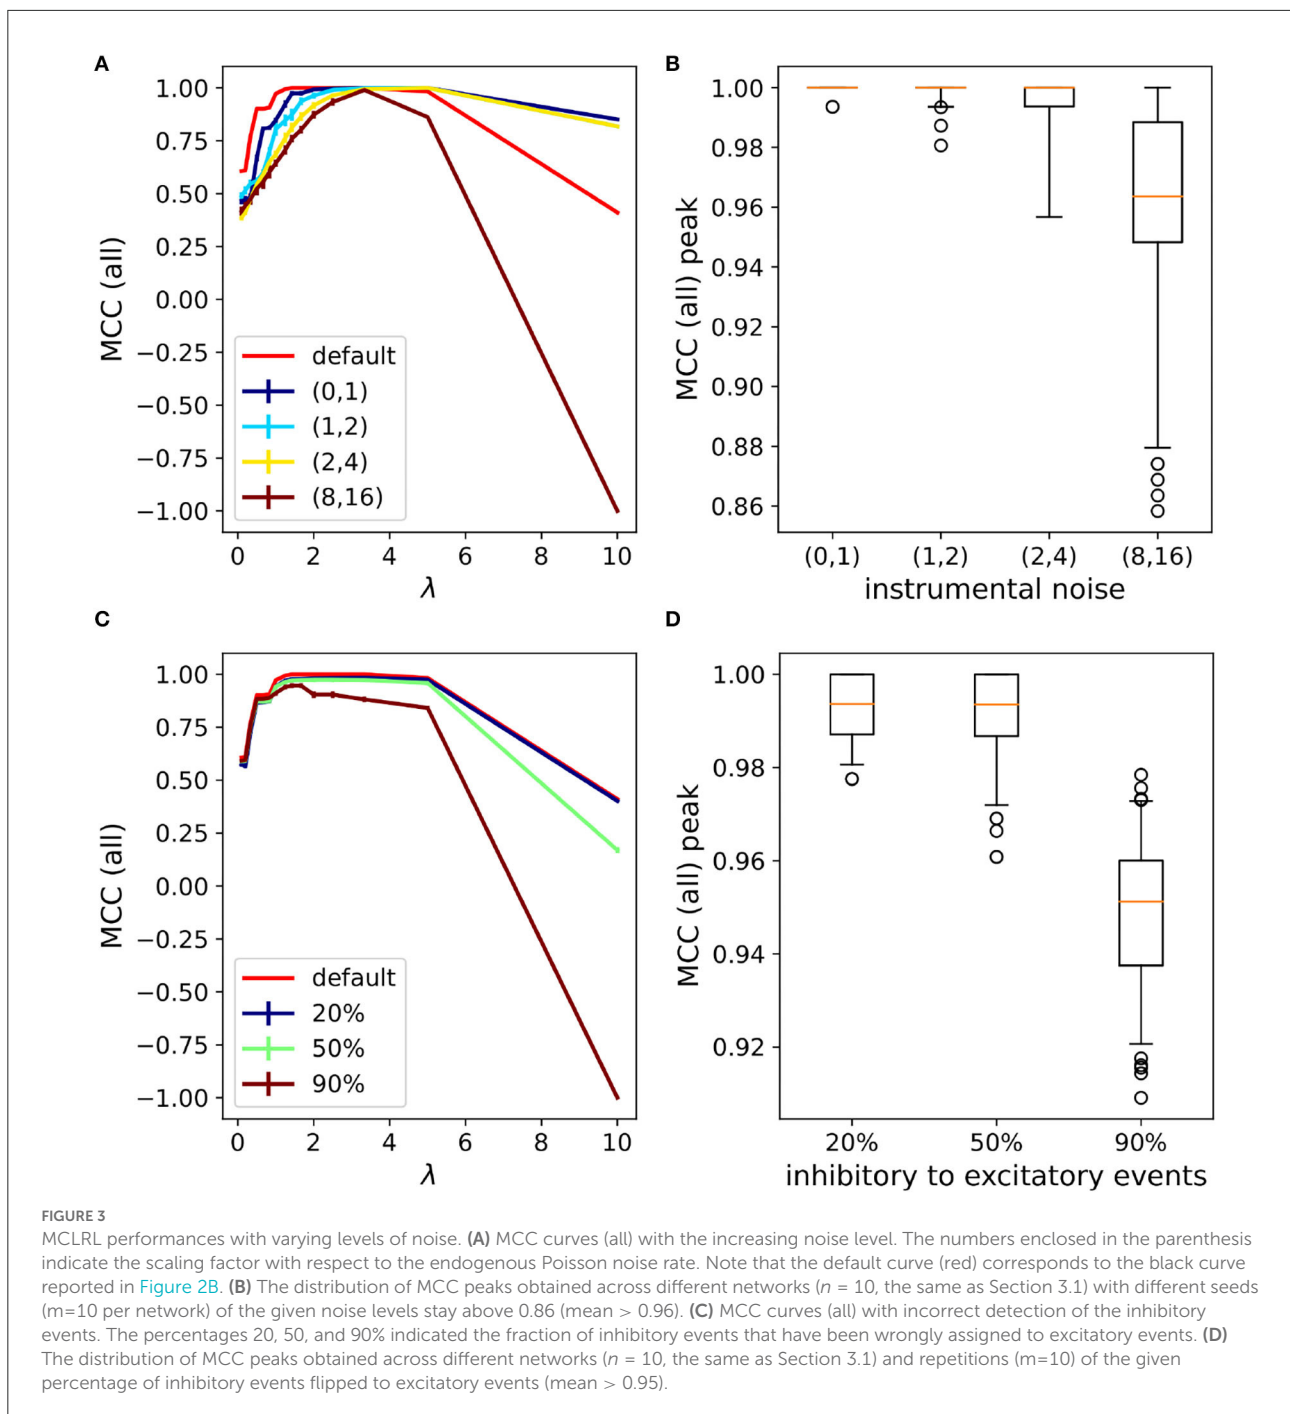 A
1.00
0.75
0.50
0.25
0.00
−0.25
−0.50
−0.75
−1.00
MCC (all)
default
(0,1)
(1,2)
(2,4)
(8,16)
0 2 4 6 8 10
λ
B
1.00
0.98
0.96
0.94
0.92
0.90
0.88
0.86
MCC (all) peak
(0,1) (1,2) (2,4) (8,16)
instrumental noise
C
1.00
0.75
0.50
0.25
0.00
−0.25
−0.50
−0.75
−1.00
MCC (all)
default
20%
50%
90%
0 2 4 6 8 10
λ
D
1.00
0.98
0.96
0.94
0.92
MCC (all) peak
20% 50% 90%
inhibitory to excitatory events
FIGURE 3
MCLRL performances with varying levels of noise. (A) MCC curves (all) with the increasing noise level. The numbers enclosed in the parenthesis
indicate the scaling factor with respect to the endogenous Poisson noise rate. Note that the default curve (red) corresponds to the black curve
reported in Figure 2B. (B) The distribution of MCC peaks obtained across different networks (n = 10, the same as Section 3.1) with different seeds
(m=10 per network) of the given noise levels stay above 0.86 (mean > 0.96). (C) MCC curves (all) with incorrect detection of the inhibitory
events. The percentages 20, 50, and 90% indicated the fraction of inhibitory events that have been wrongly assigned to excitatory events. (D)
The distribution of MCC peaks obtained across different networks (n = 10, the same as Section 3.1) and repetitions (m=10) of the given
percentage of inhibitory events flipped to excitatory events (mean > 0.95).